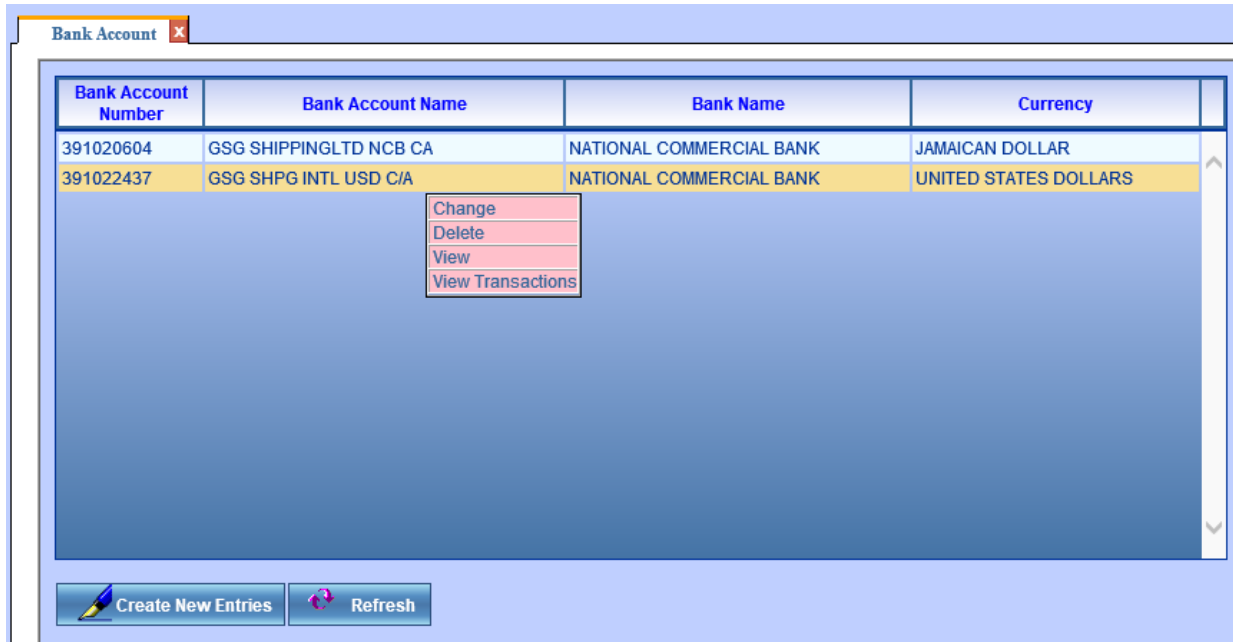 Bank Account x
Bank Account Number Bank Account Name Bank Name Currency
391020604 GSG SHIPPINGLTD NCB CA NATIONAL COMMERCIAL BANK JAMAICAN DOLLAR
391022437 GSG SHPG INTL USD C/A NATIONAL COMMERCIAL BANK UNITED STATES DOLLARS
Change
Delete
View
View Transactions
Create New Entries Refresh